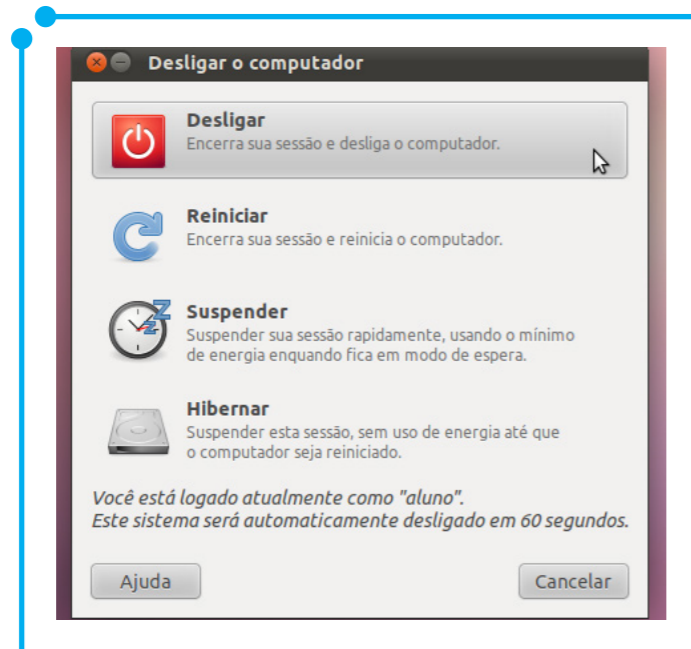 Desligar o computador
Desligar
Encerra sua sessão e desliga o computador.
Reiniciar
Encerra sua sessão e reinicia o computador.
Suspender
Suspender sua sessão rapidamente, usando o mínimo
de energia enquando fica em modo de espera.
Hibernar
Suspender esta sessão, sem uso de energia até que
o computador seja reiniciado.
Você está logado atualmente como "aluno".
Este sistema será automaticamente desligado em 60 segundos.
Ajuda
Cancelar